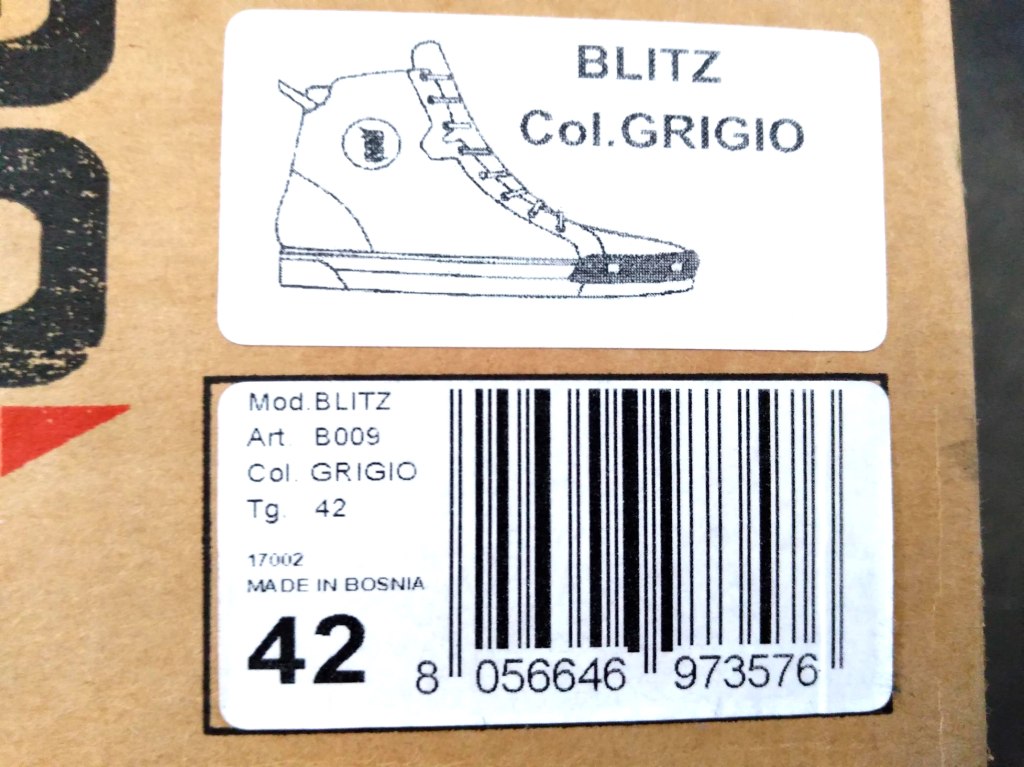 BLITZ
Col.GRIGIO
Mod.BLITZ
Art B009
Col. GRIGIO
Tg. 42
17002
MADE IN BOSNIA
42
8 056646 973576